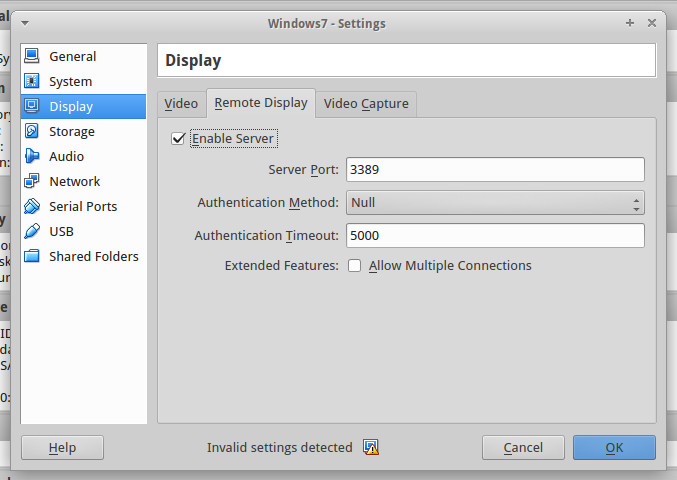 Windows7 - Settings
General
System
Display
Storage
Audio
Network
Serial Ports
USB
Shared Folders
Display
Video Remote Display Video Capture
Enable Server
Server Port: 3389
Authentication Method: Null
Authentication Timeout: 5000
Extended Features: Allow Multiple Connections
Help Invalid settings detected Cancel OK